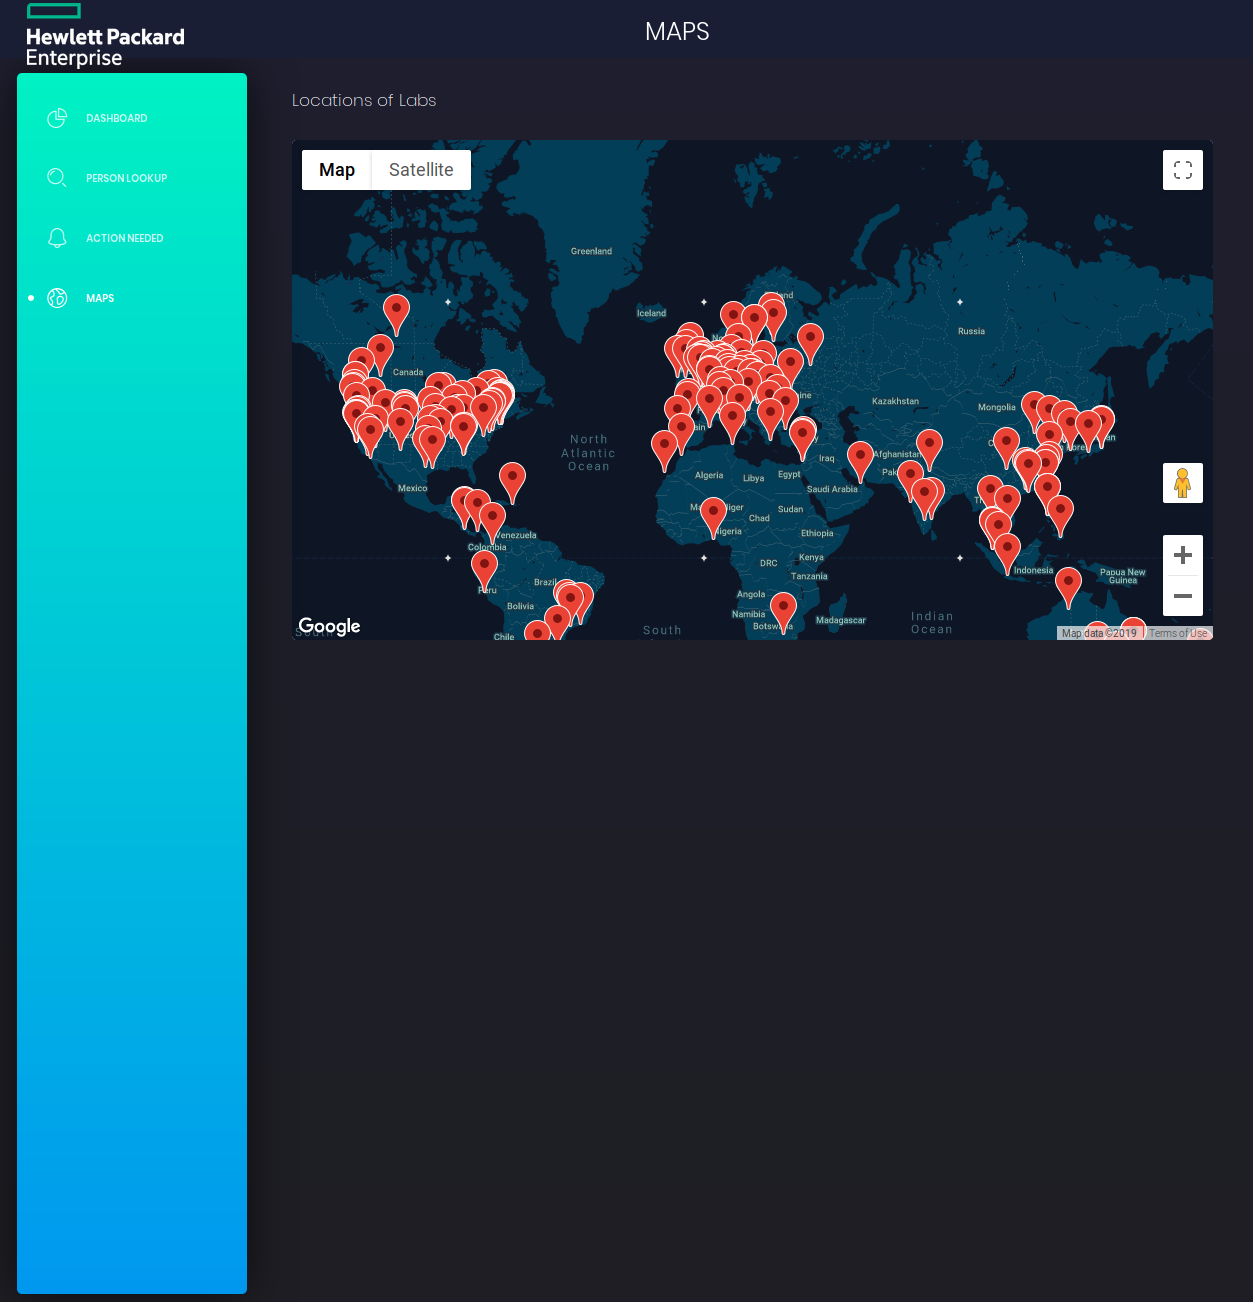 Hewlett Packard
Enterprise
MAPS
DASHBOARD
PERSON LOOKUP
ACTION NEEDED
MAPS
Locations of Labs
Map
Satellite
Greenland
Iceland
Russia
Canada
Kazakhstan
Mongolia
North
Atlantic
Ocean
Afghanistan
Iraq
Algeria
Libya
Egypt
Saudi Arabia
Mexico
Sudan
Chad
Ethiopia
Venezuela
Colombia
DRC
Kenya
Tanzania
Indonesia
Papua New
Guinea
Brazil
Peru
Bolivia
Angola
Namibia
Botswana
Madagascar
Indian
Ocean
Chile
South
South
Google
Map data ©2019
Terms of Use